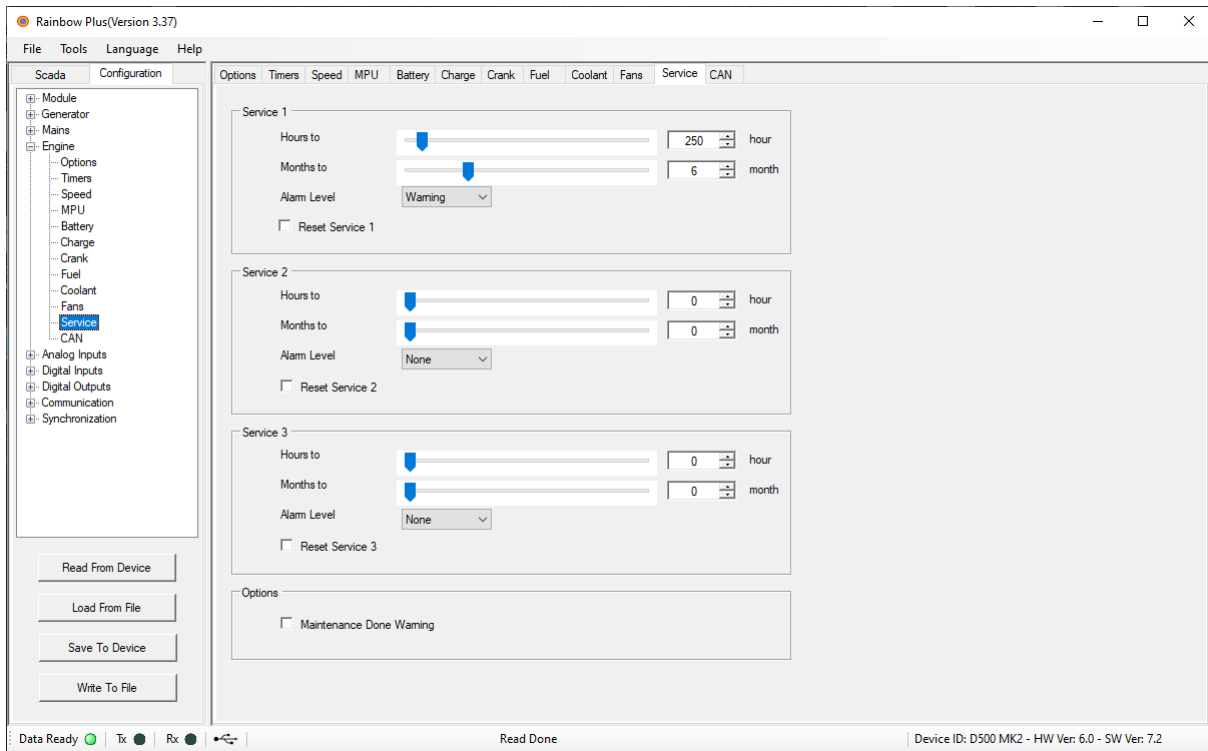 Rainbow Plus(Version 3.37)
File Tools Language Help
Scada Configuration
Module
Generator
Mains
Engine
Options
Timers
Speed
MPU
Battery
Charge
Crank
Fuel
Coolant
Fans
Service
CAN
Analog Inputs
Digital Inputs
Digital Outputs
Communication
Synchronization
Read From Device
Load From File
Save To Device
Write To File
Options Timers Speed MPU Battery Charge Crank Fuel Coolant Fans Service CAN
Service 1
Hours to 250 hour
Months to 6 month
Alarm Level Warning
Reset Service 1
Service 2
Hours to 0 hour
Months to 0 month
Alarm Level None
Reset Service 2
Service 3
Hours to 0 hour
Months to 0 month
Alarm Level None
Reset Service 3
Options
Maintenance Done Warning
Data Ready Tx Rx Read Done Device ID: D500 MK2 - HW Ver: 6.0 - SW Ver: 7.2